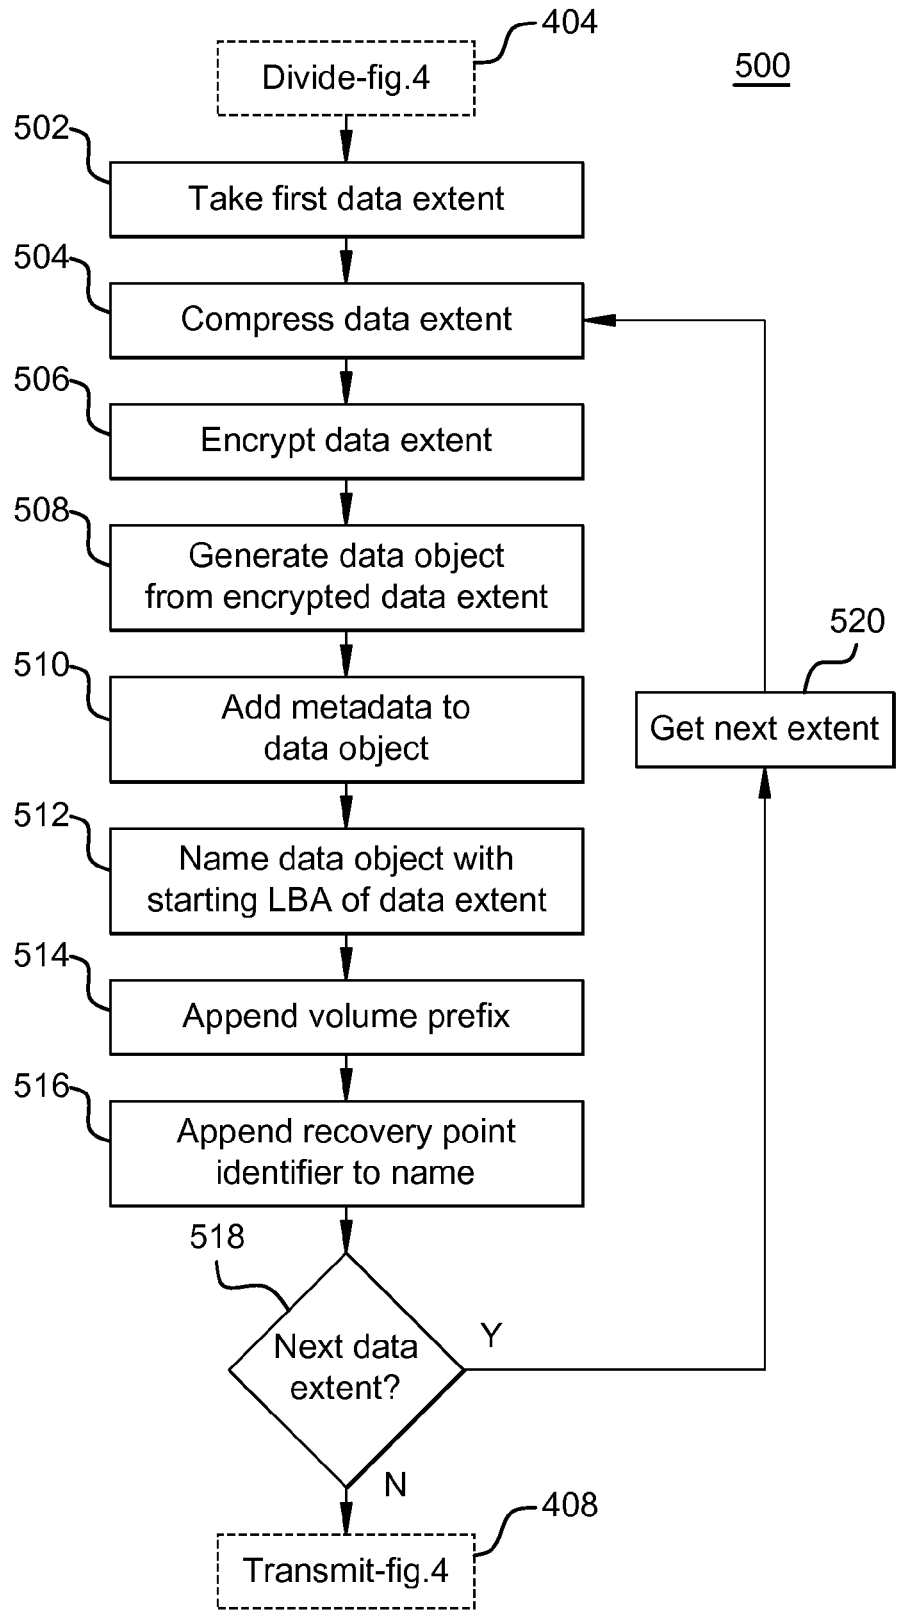 404
Divide-fig.4
500
502
Take first data extent
504
Compress data extent
506
Encrypt data extent
508
Generate data object
from encrypted data extent
510
Add metadata to
data object
520
Get next extent
512
Name data object with
starting LBA of data extent
514
Append volume prefix
516
Append recovery point
identifier to name
518
Next data
extent?
Y
N
408
Transmit-fig.4